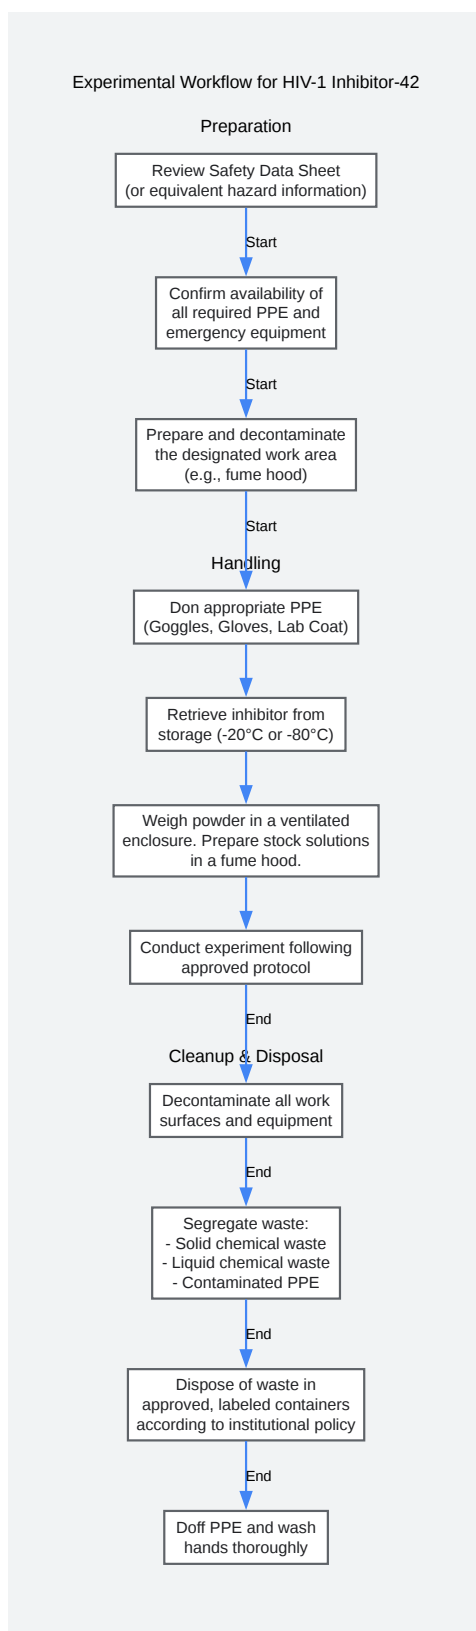 Experimental Workflow for HIV-1 Inhibitor-42
Preparation
Review Safety Data Sheet
(or equivalent hazard information)
Start
Confirm availability of
all required PPE and
emergency equipment
Start
Prepare and decontaminate
the designated work area
(e.g., fume hood)
Start
Handling
Don appropriate PPE
(Goggles, Gloves, Lab Coat)
Retrieve inhibitor from
storage (-20°C or -80°C)
Weigh powder in a ventilated
enclosure. Prepare stock solutions
in a fume hood.
Conduct experiment following
approved protocol
End
Cleanup & Disposal
Decontaminate all work
surfaces and equipment
End
Segregate waste:
- Solid chemical waste
- Liquid chemical waste
- Contaminated PPE
End
Dispose of waste in
approved, labeled containers
according to institutional policy
End
Doff PPE and wash
hands thoroughly